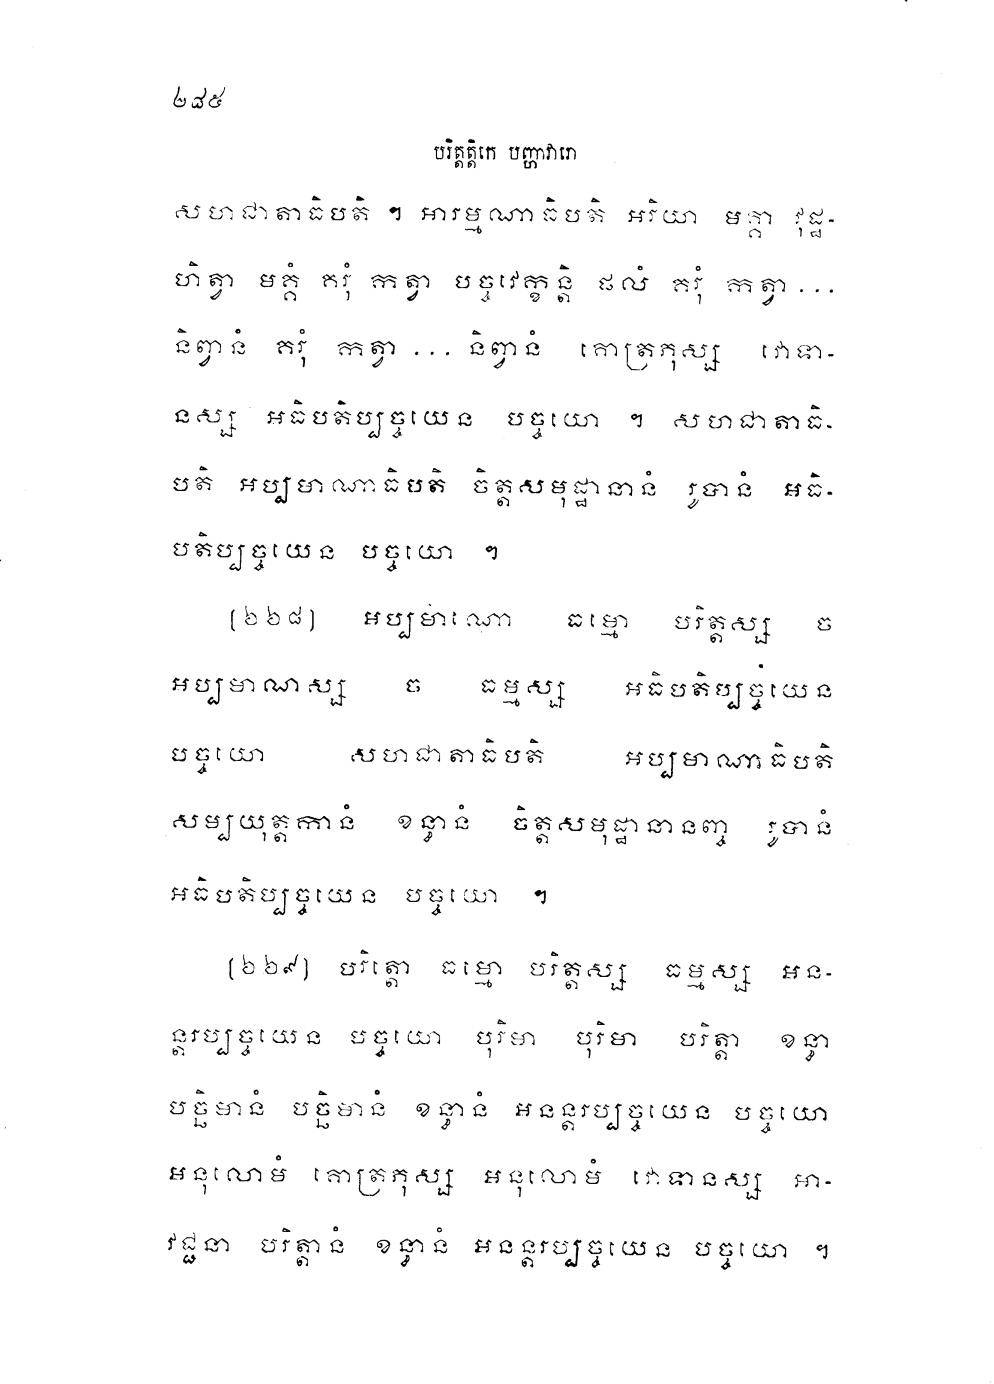 ២៨៥
បរិត្តត្តិកេ បញ្ហាវារោ
សហជាតាធិបតិ ។ អារម្មណាធិបតិ អរិយា មគ្គា វុដ្ឋ-
ហិត្វា មគ្គំ គរុំ កត្វា បច្ចវេក្ខន្តិ ផលំ គរុំ កត្វា ...
និព្វានំ គរុំ កត្វា ... និព្វានំ គោត្រភុស្ស វោទា-
នស្ស អធិបតិប្បច្ចយេន បច្ចយោ ។ សហជាតាធិ-
បតិ អប្បមាណាធិបតិ ចិត្តសមុដ្ឋានានំ រូបានំ អធិ-
បតិប្បច្ចយេន បច្ចយោ ។
[៦៦៨] អប្បមាណោ ធម្មោ បរិត្តស្ស ច
អប្បមាណស្ស ច ធម្មស្ស អធិបតិប្បច្ចយេន
បច្ចយោ សហជាតាធិបតិ អប្បមាណាធិបតិ
សម្បយុត្តកានំ ខន្ធានំ ចិត្តសមុដ្ឋានានញ្ច រូបានំ
អធិបតិប្បច្ចយេន បច្ចយោ ។
[៦៦៩] បរិត្តោ ធម្មោ បរិត្តស្ស ធម្មស្ស អន-
ន្តរប្បច្ចយេន បច្ចយោ បុរិមា បុរិមា បរិត្តា ខន្ធា
បច្ឆិមានំ បច្ឆិមានំ ខន្ធានំ អនន្តរប្បច្ចយេន បច្ចយោ
អនុលោមំ គោត្រភុស្ស អនុលោមំ វោទានស្ស អា-
វជ្ជនា បរិត្តានំ ខន្ធានំ អនន្តរប្បច្ចយេន បច្ចយោ ។